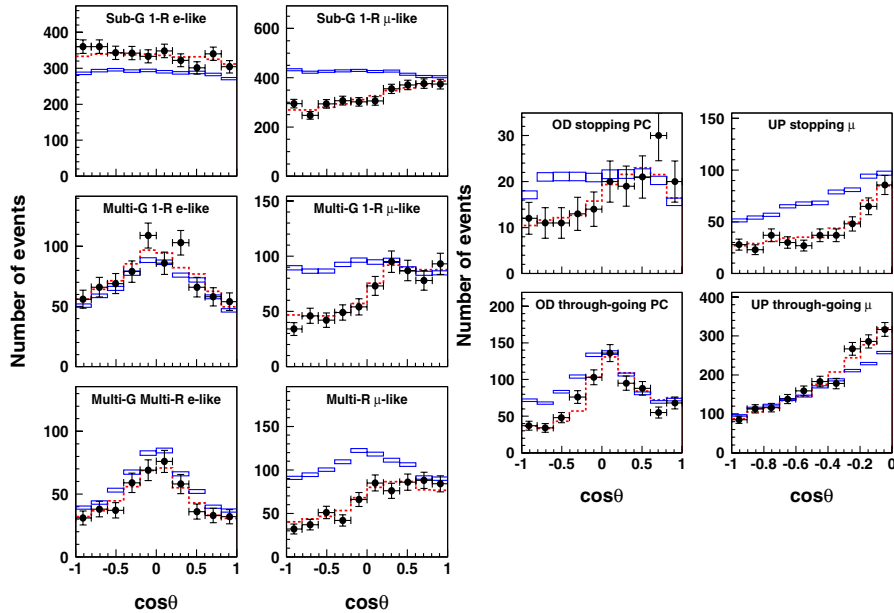 Sub-G 1-R e-like
400
300
200
100
0
Sub-G 1-R μ-like
600
400
200
0
Multi-G 1-R e-like
100
50
0
Multi-G 1-R μ-like
150
100
50
0
Multi-G Multi-R e-like
100
50
0
-1 -0.5 0 0.5 1
cosθ
Multi-R μ-like
150
100
50
0
-1 -0.5 0 0.5 1
cosθ
Number of events
OD stopping PC
30
20
10
0
UP stopping μ
150
100
50
0
OD through-going PC
200
150
100
50
0
-1 -0.5 0 0.5 1
cosθ
UP through-going μ
400
300
200
100
0
-1 -0.8 -0.6 -0.4 -0.2 0
cosθ
Number of events